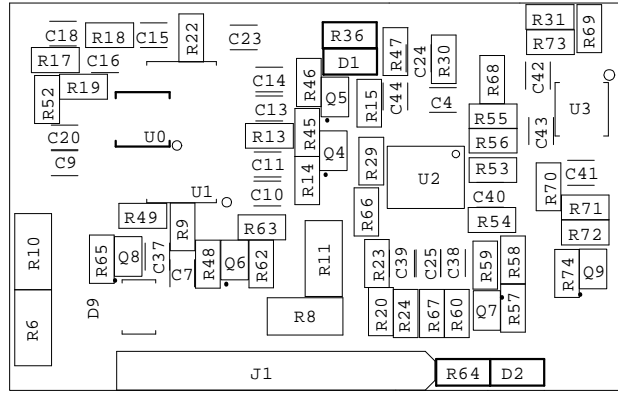 C18
R18
C15
R22
C23
R36
R47
C24
R30
R31
R69
R73
R17
C16
D1
R19
R52
C14
R46
Q5
R15
C44
C4
R68
C42
U3
C13
R45
R55
C20
U0
R13
Q4
R56
C43
C9
C11
R14
R29
U2
R53
R70
C41
U1
C10
C40
R49
R9
R63
R66
R54
R71
R72
R10
R65
Q8
C37
C7
R48
Q6
R62
R11
R23
C39
C25
C38
R59
R58
R74
Q9
D9
R6
R8
R20
R24
R67
R60
Q7
R57
J1
R64
D2